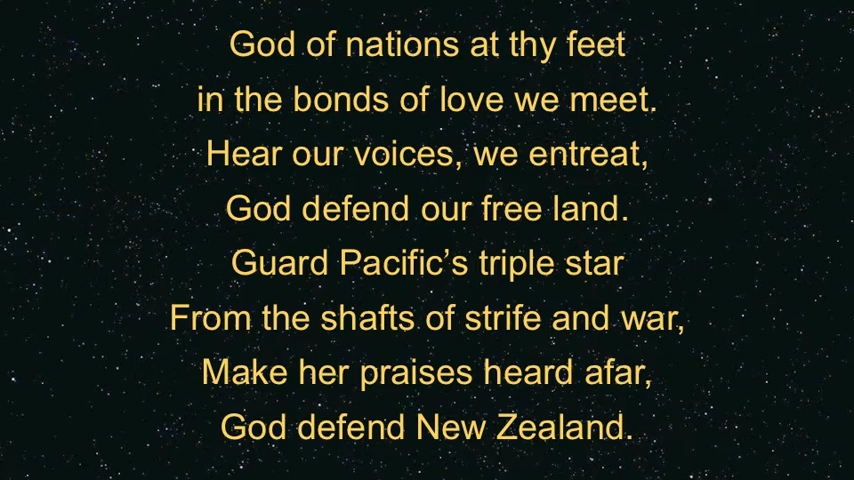 God of nations at thy feet
in the bonds of love we meet.
Hear our voices, we entreat,
God defend our free land.
Guard Pacific’s triple star
From the shafts of strife and war,
Make her praises heard afar,
God defend New Zealand.